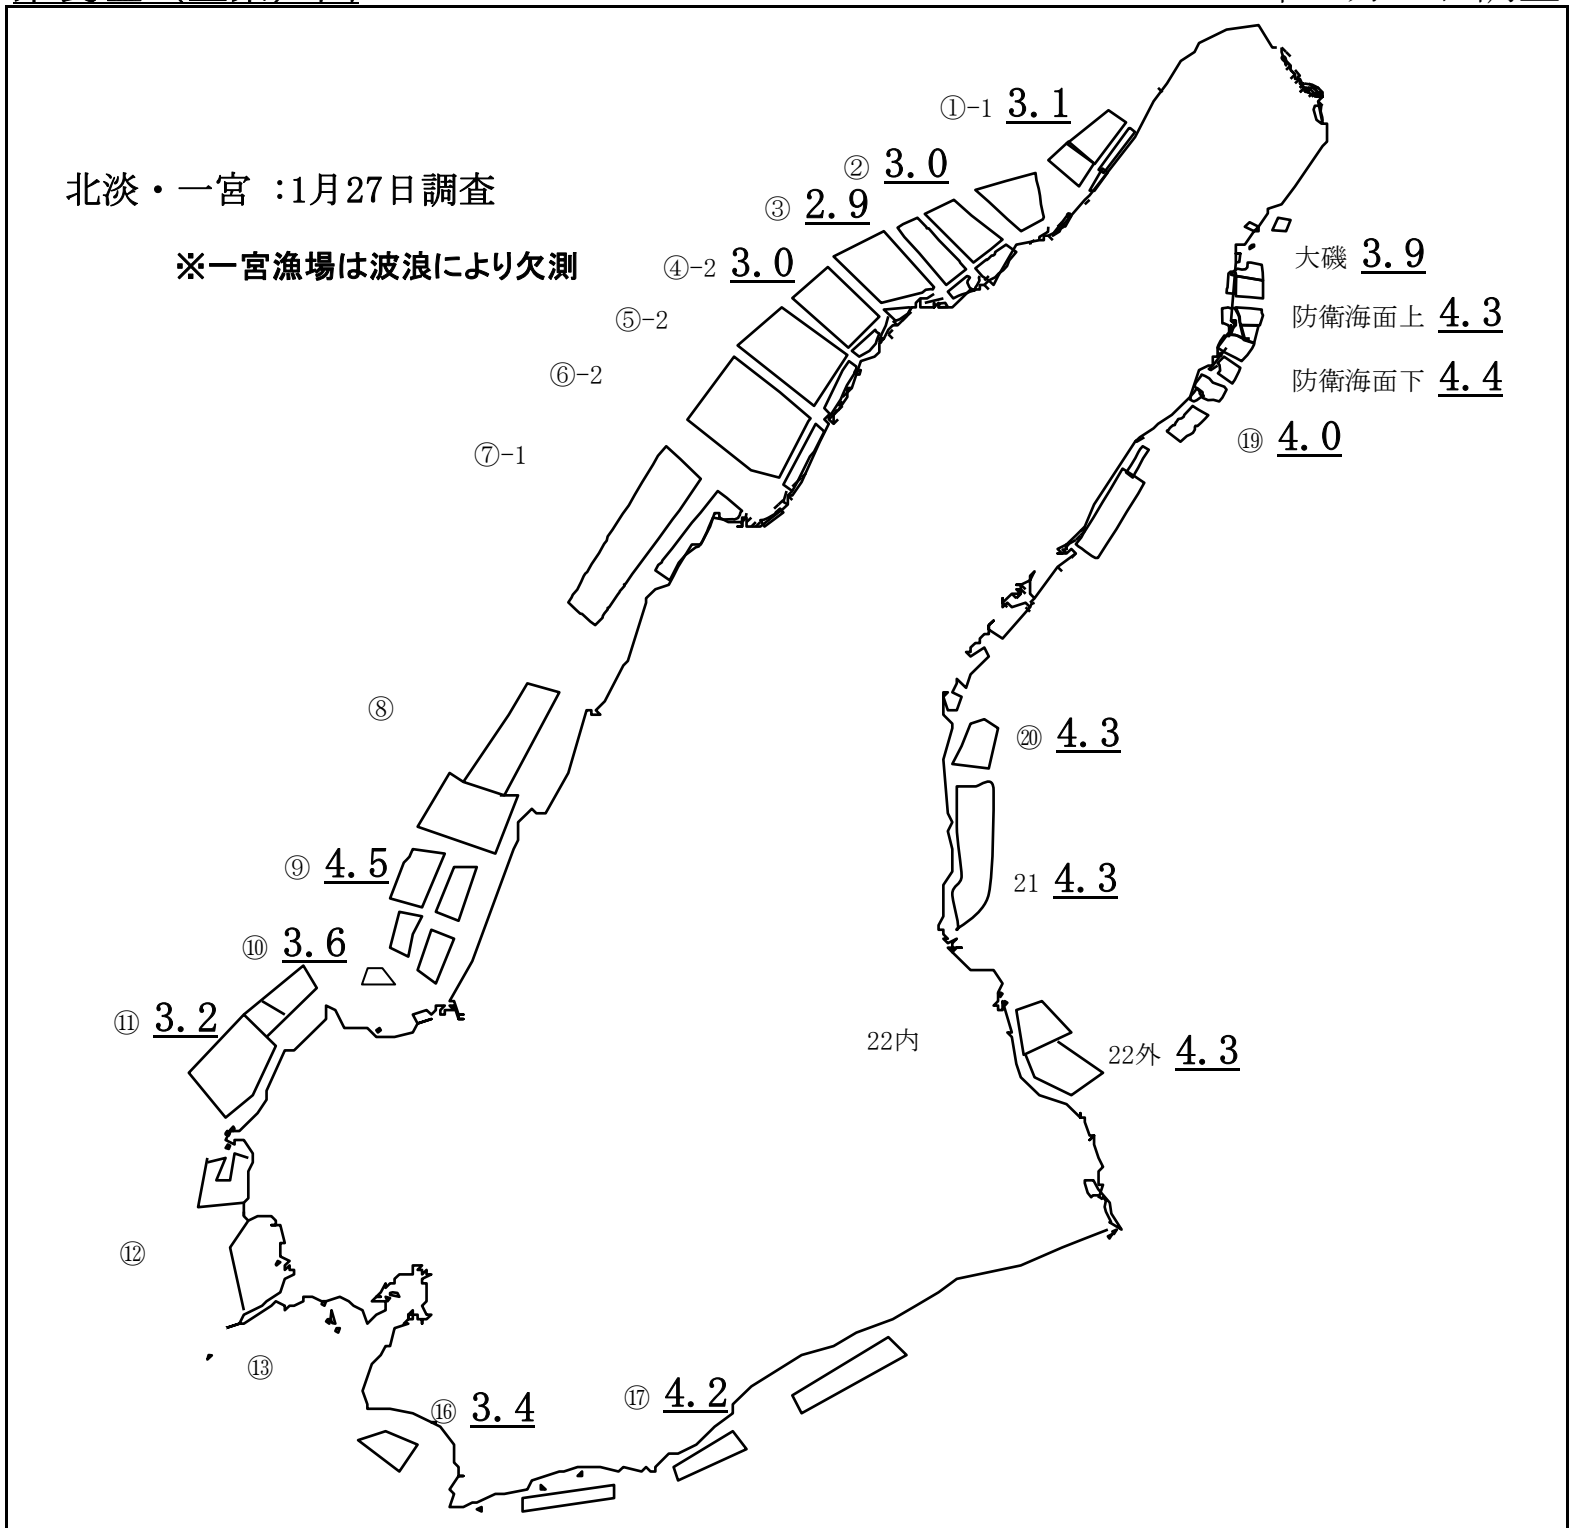 ①-1 3.1
② 3.0
北淡・一宮 :1月27日調査
③ 2.9
※一宮漁場は波浪により欠測
④-2 3.0
大磯 3.9
⑤-2
防衛海面上 4.3
⑥-2
防衛海面下 4.4
⑲ 4.0
⑦-1
⑧
⑳ 4.3
⑨ 4.5
21 4.3
⑩ 3.6
⑪ 3.2
22内
22外 4.3
⑫
⑬
⑯ 3.4
⑰ 4.2